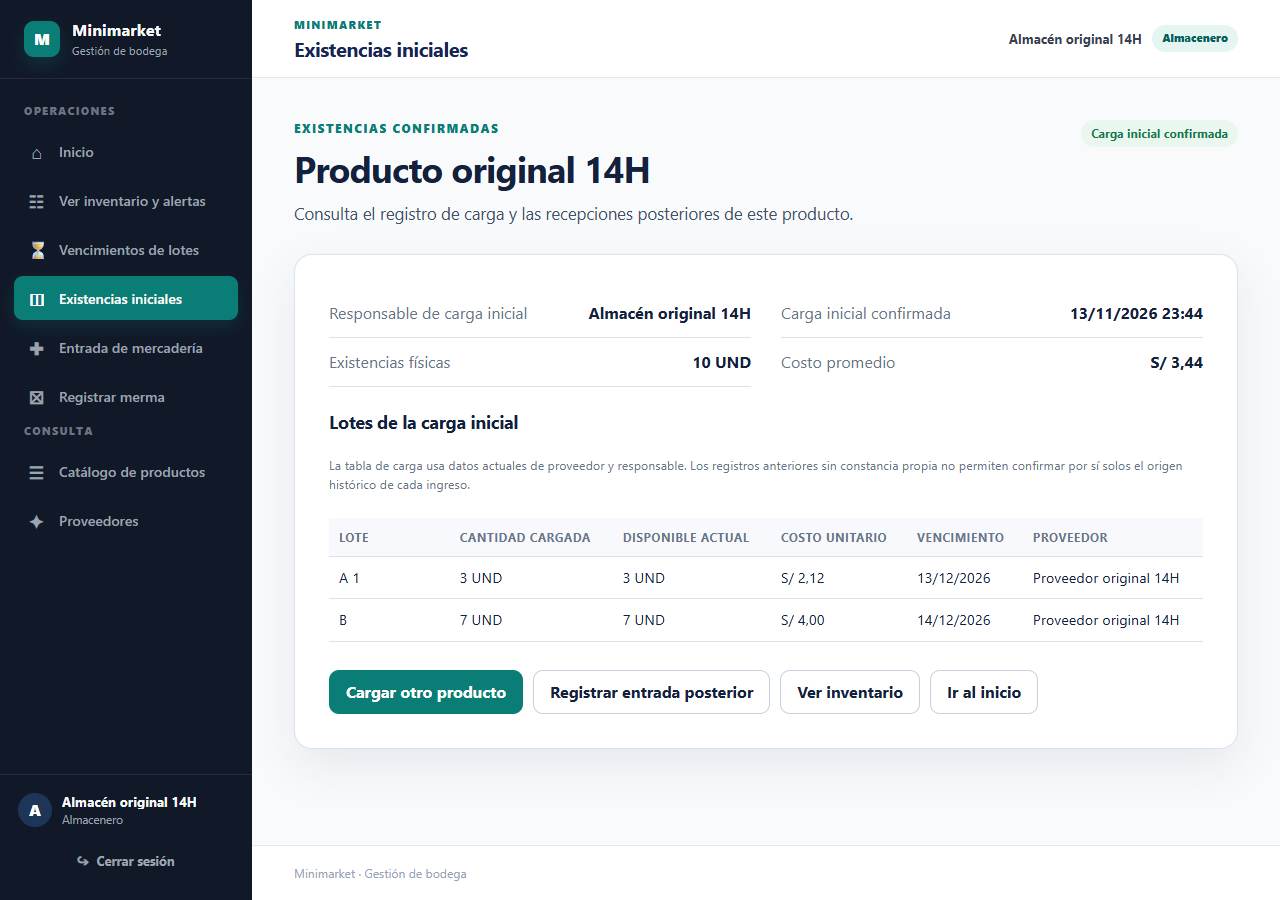 M
Minimarket
Gestión de bodega
OPERACIONES
Inicio
Ver inventario y alertas
Vencimientos de lotes
Existencias iniciales
Entrada de mercadería
Registrar merma
CONSULTA
Catálogo de productos
Proveedores
A
Almacén original 14H
Almacenero
Cerrar sesión
MINIMARKET
Existencias iniciales
Almacén original 14H
Almacenero
EXISTENCIAS CONFIRMADAS
Carga inicial confirmada
Producto original 14H
Consulta el registro de carga y las recepciones posteriores de este producto.
Responsable de carga inicial Almacén original 14H
Carga inicial confirmada 13/11/2026 23:44
Existencias físicas 10 UND
Costo promedio S/ 3,44
Lotes de la carga inicial
La tabla de carga usa datos actuales de proveedor y responsable. Los registros anteriores sin constancia propia no permiten confirmar por sí solos el origen
histórico de cada ingreso.
LOTE CANTIDAD CARGADA DISPONIBLE ACTUAL COSTO UNITARIO VENCIMIENTO PROVEEDOR
A 1 3 UND 3 UND S/ 2,12 13/12/2026 Proveedor original 14H
B 7 UND 7 UND S/ 4,00 14/12/2026 Proveedor original 14H
Cargar otro producto
Registrar entrada posterior
Ver inventario
Ir al inicio
Minimarket · Gestión de bodega